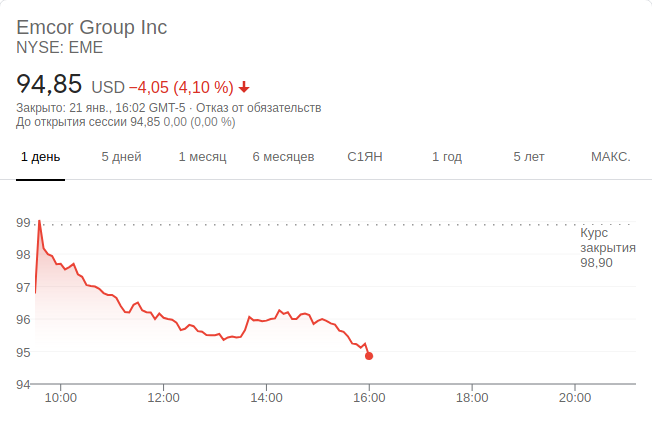 Emcor Group Inc
NYSE: EME
94,85 USD −4,05 (4,10 %)
Закрыто: 21 янв., 16:02 GMT-5 · Отказ от обязательств
До открытия сессии 94,85 0,00 (0,00 %)
1 день 5 дней 1 месяц 6 месяцев С1ЯН 1 год 5 лет МАКС.
99
Курс
закрытия
98,90
98
97
96
95
94
10:00 12:00 14:00 16:00 18:00 20:00